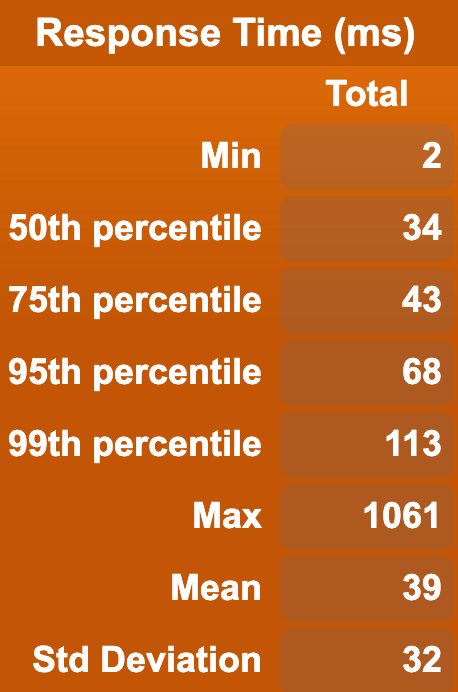 Response Time (ms)
Total
Min 2
50th percentile 34
75th percentile 43
95th percentile 68
99th percentile 113
Max 1061
Mean 39
Std Deviation 32